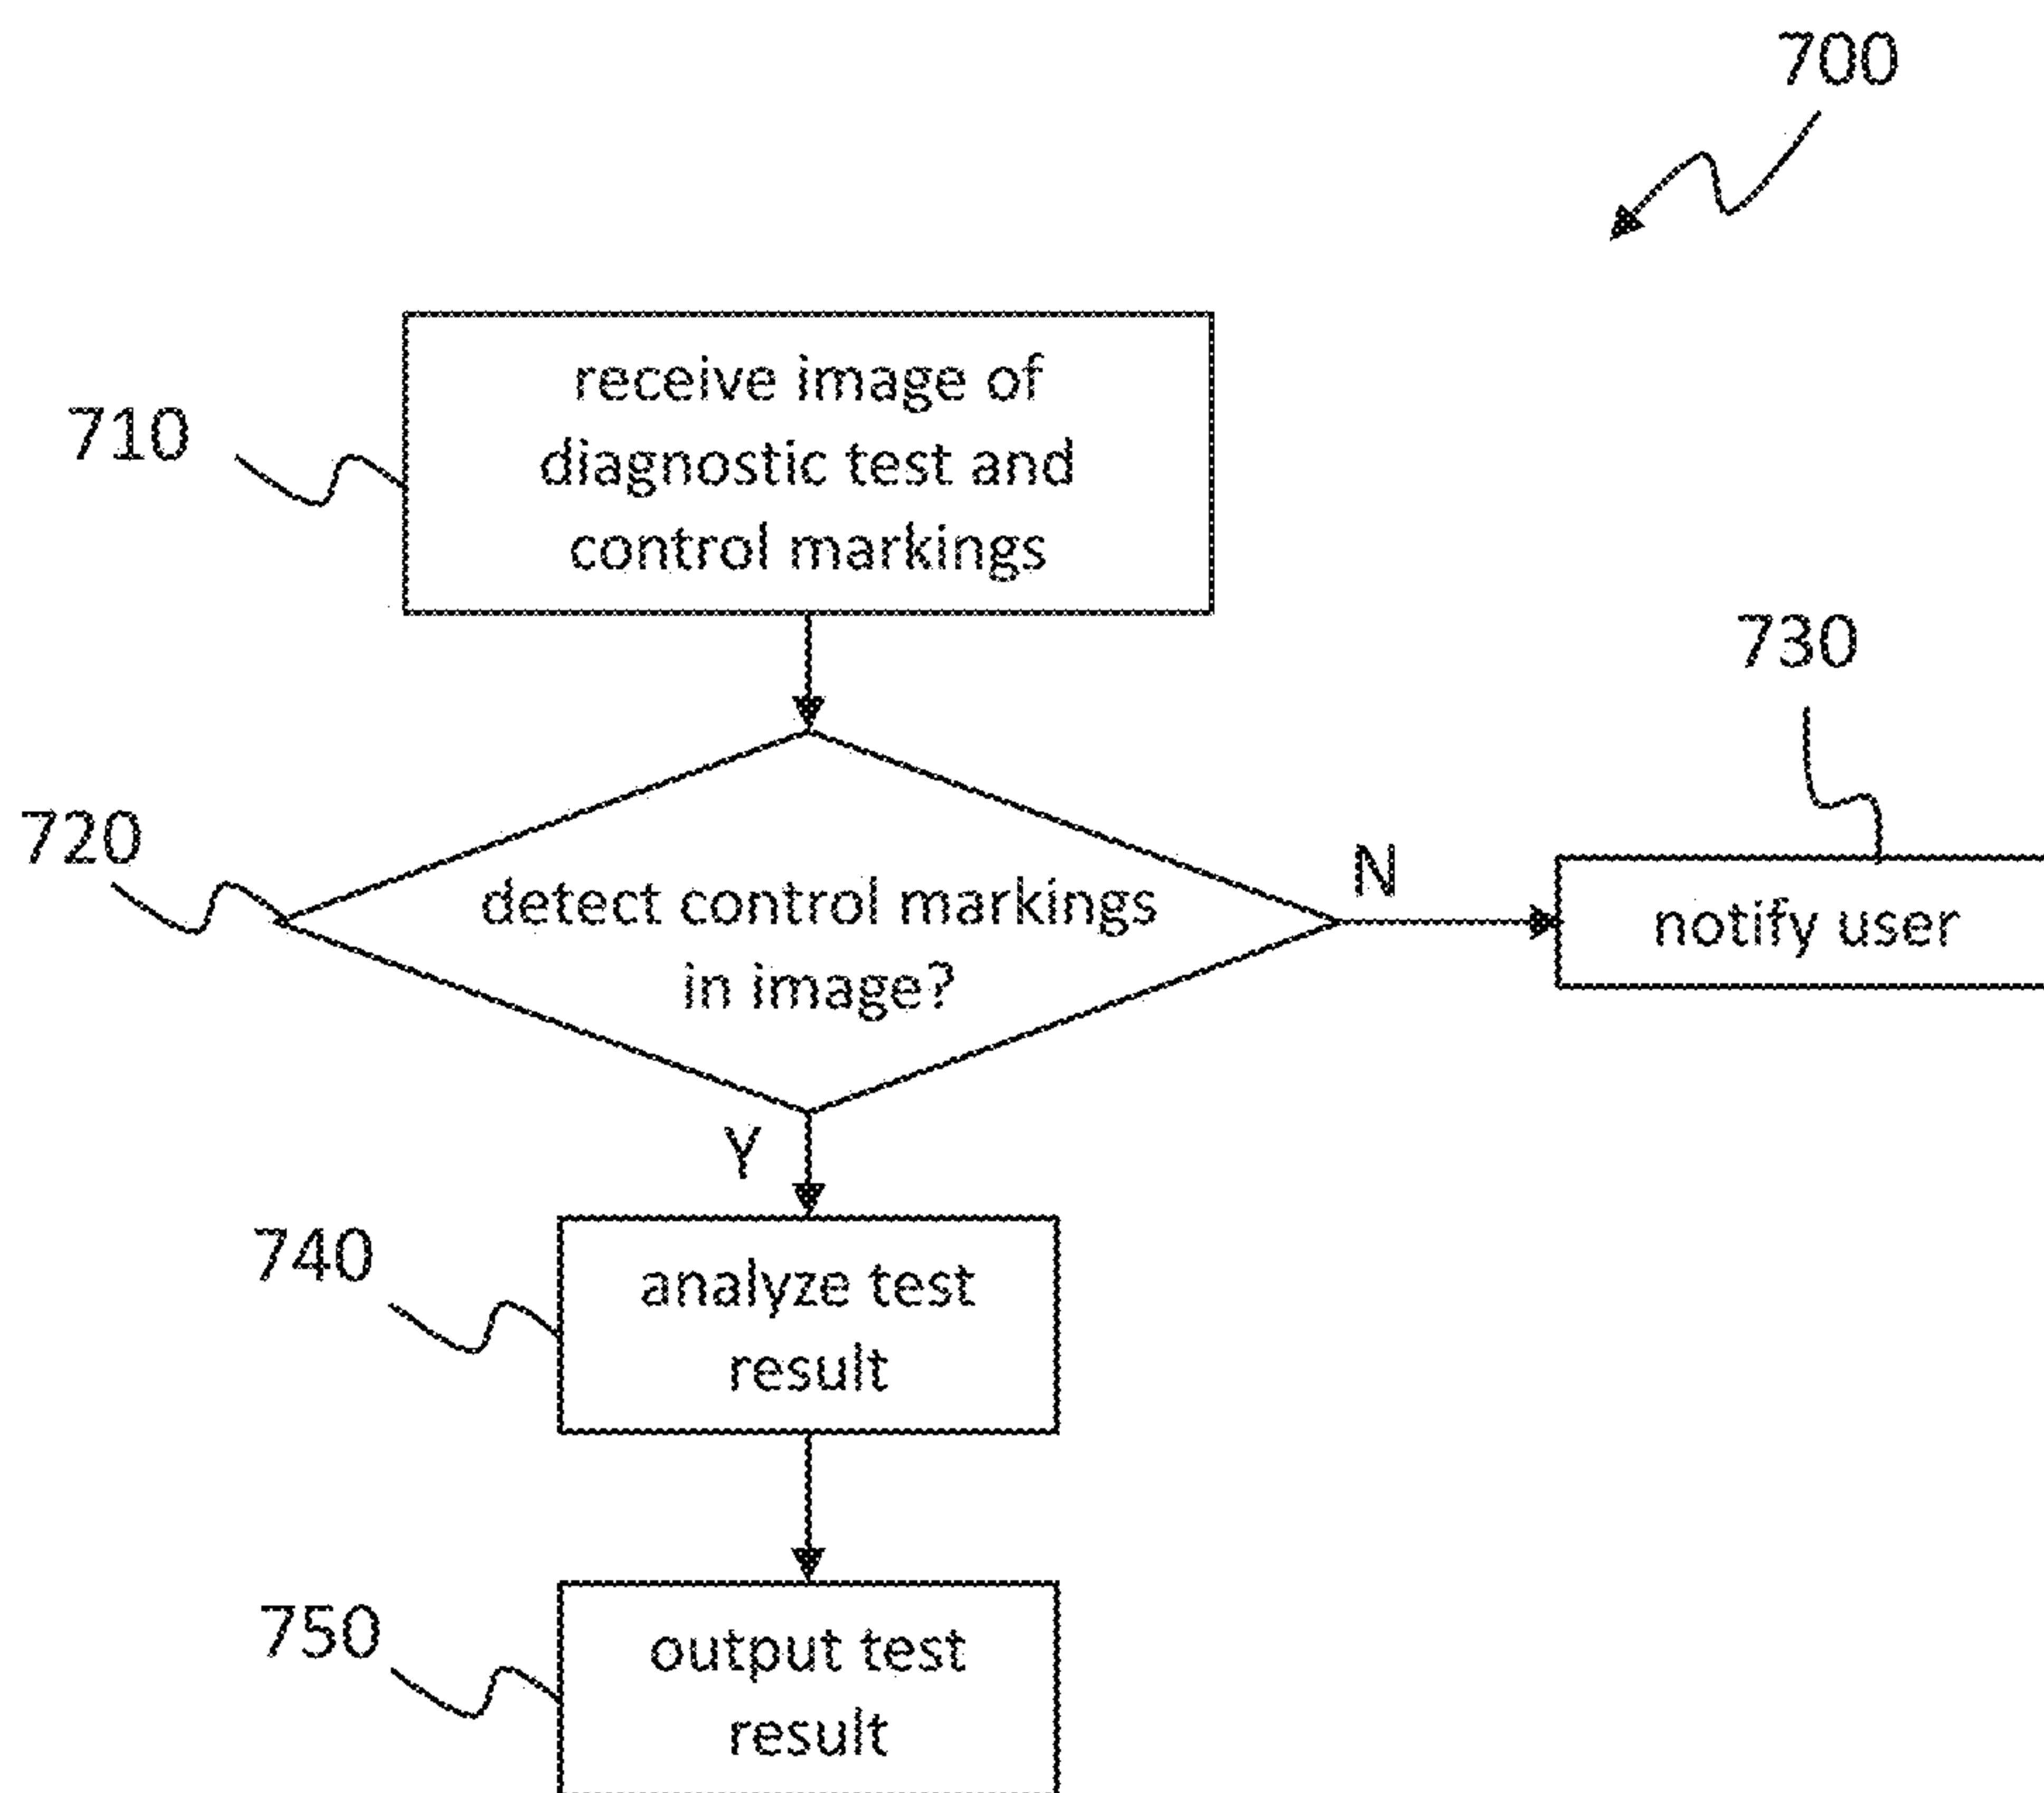 700
710
receive image of
diagnostic test and
control markings
720
detect control markings
in image?
N
730
notify user
Y
740
analyze test
result
750
output test
result